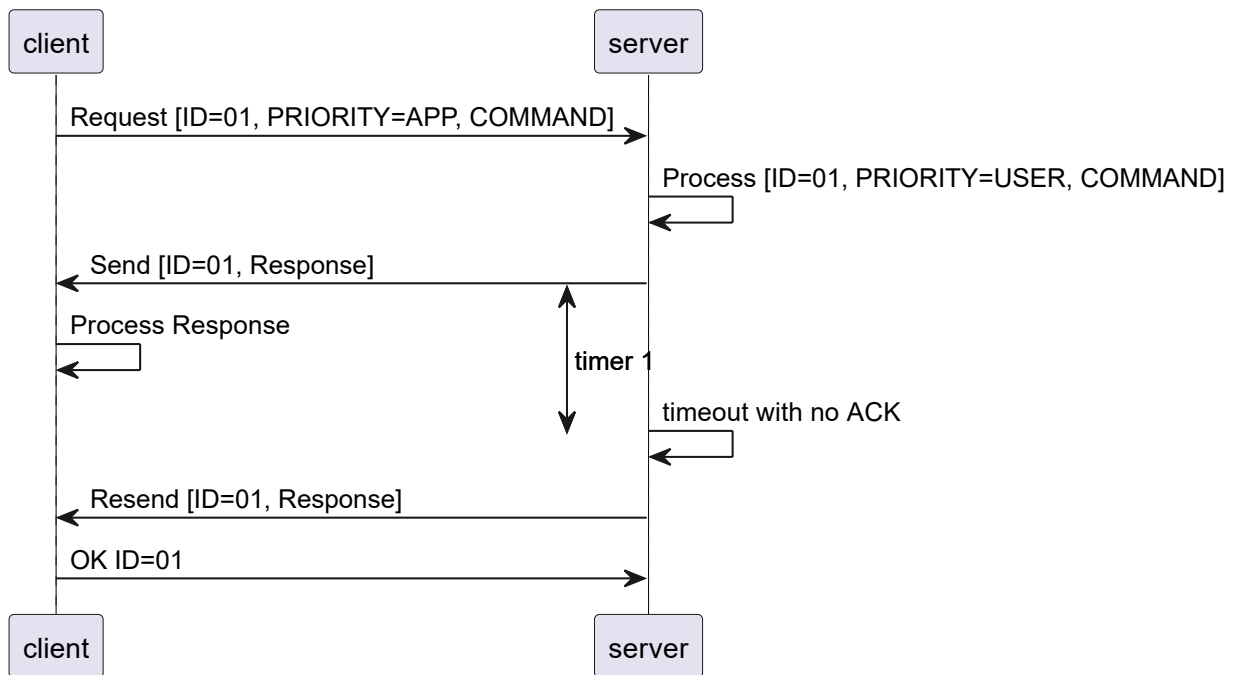 client
server
Request [ID=01, PRIORITY=APP, COMMAND]
Process [ID=01, PRIORITY=USER, COMMAND]
Send [ID=01, Response]
Process Response
timer 1
timeout with no ACK
Resend [ID=01, Response]
OK ID=01
client
server